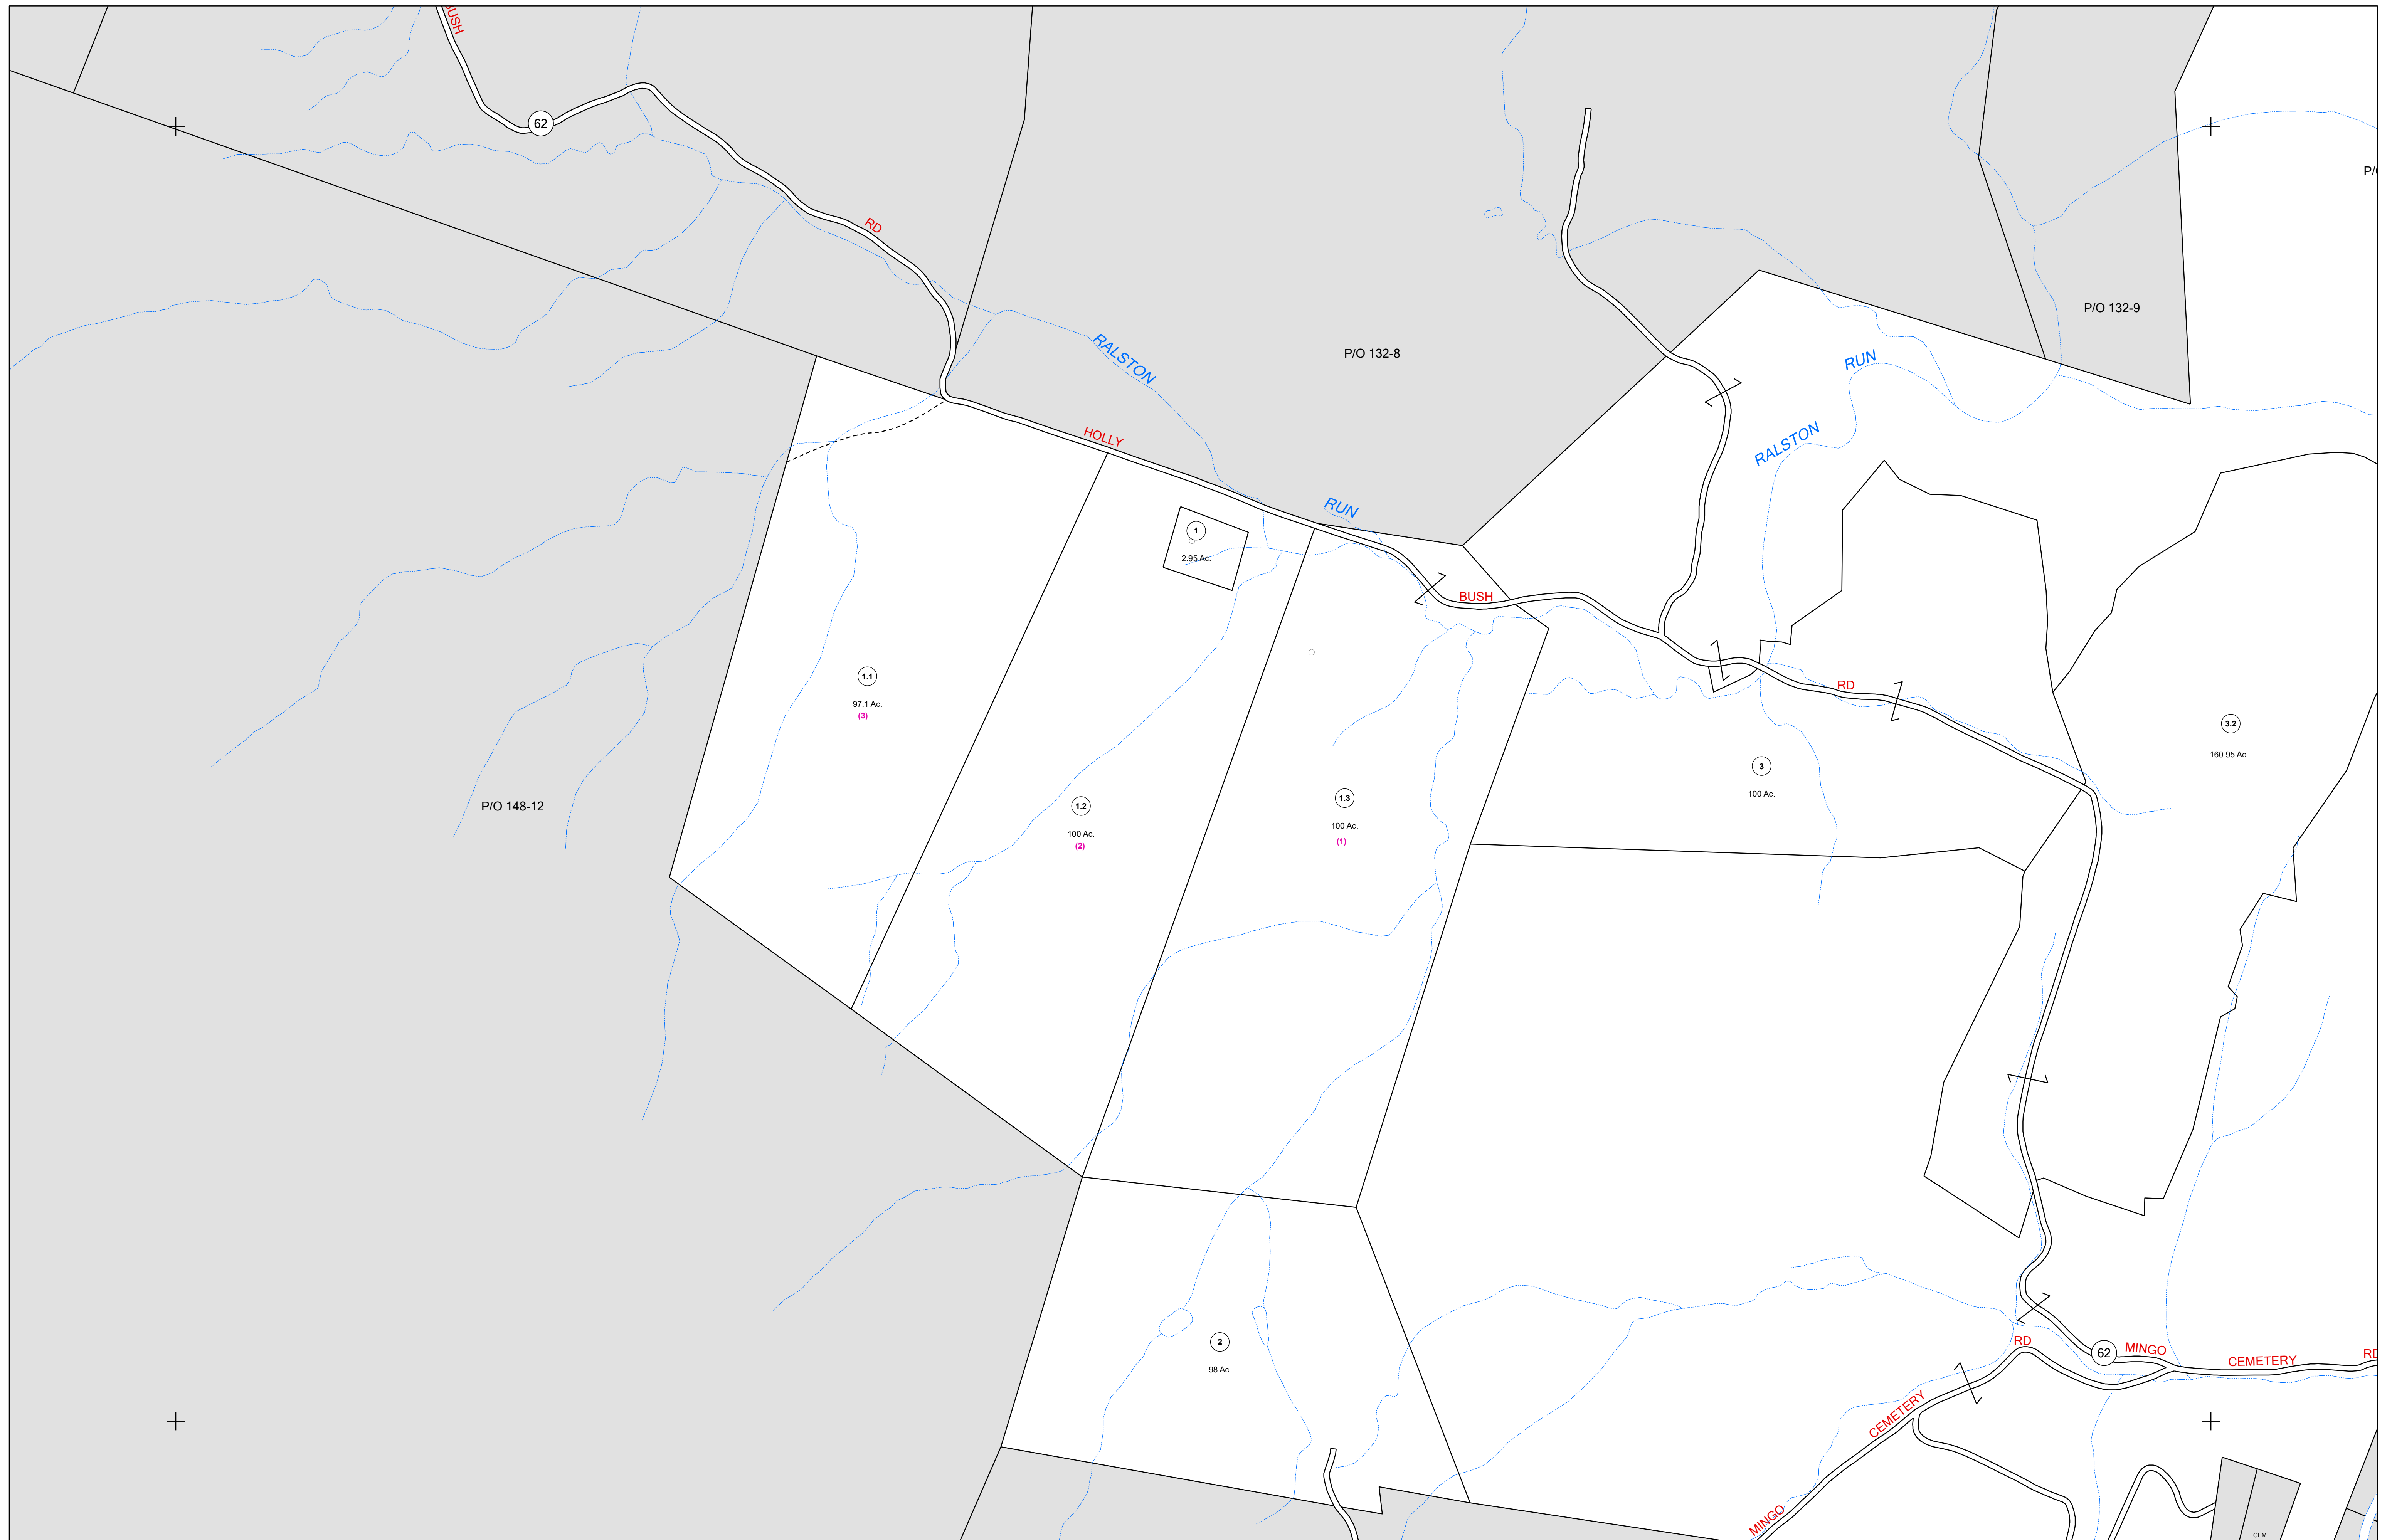 BUSH
62
RD
P/O 132-9
P/O 132-8
RALSTON
RUN
RALSTON
HOLLY
RUN
1
2.95 Ac.
BUSH
RD
1.1
97.1 Ac.
(3)
3.2
160.95 Ac.
3
100 Ac.
P/O 148-12
1.2
100 Ac.
(2)
1.3
100 Ac.
(1)
2
98 Ac.
RD
62
MINGO
CEMETERY
RD
CEMETERY
MINGO
CEM.